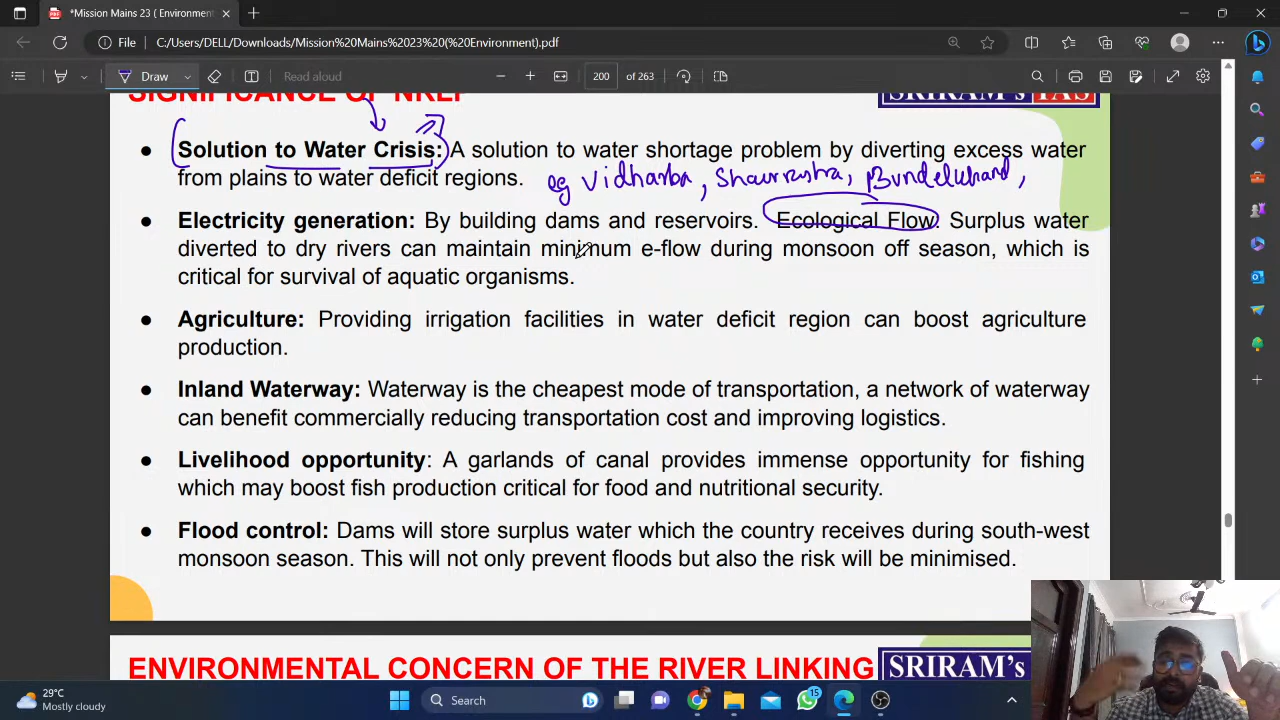 *Mission Mains 23 ( Environment
File C:/Users/DELL/Downloads/Mission%20Mains%202023%20(%20Environment).pdf
Draw Read aloud 200 of 263
SIGNIFICANCE OF NRLP SRIRAM's IAS
● Solution to Water Crisis: A solution to water shortage problem by diverting excess water
from plains to water deficit regions. eg Vidharba, Shaurashtra, Bundelkhand,
● Electricity generation: By building dams and reservoirs. Ecological Flow: Surplus water
diverted to dry rivers can maintain minimum e-flow during monsoon off season, which is
critical for survival of aquatic organisms.
● Agriculture: Providing irrigation facilities in water deficit region can boost agriculture
production.
● Inland Waterway: Waterway is the cheapest mode of transportation, a network of waterway
can benefit commercially reducing transportation cost and improving logistics.
● Livelihood opportunity: A garlands of canal provides immense opportunity for fishing
which may boost fish production critical for food and nutritional security.
● Flood control: Dams will store surplus water which the country receives during south-west
monsoon season. This will not only prevent floods but also the risk will be minimised.
ENVIRONMENTAL CONCERN OF THE RIVER LINKING SRIRAM's
29°C
Mostly cloudy
Search
15